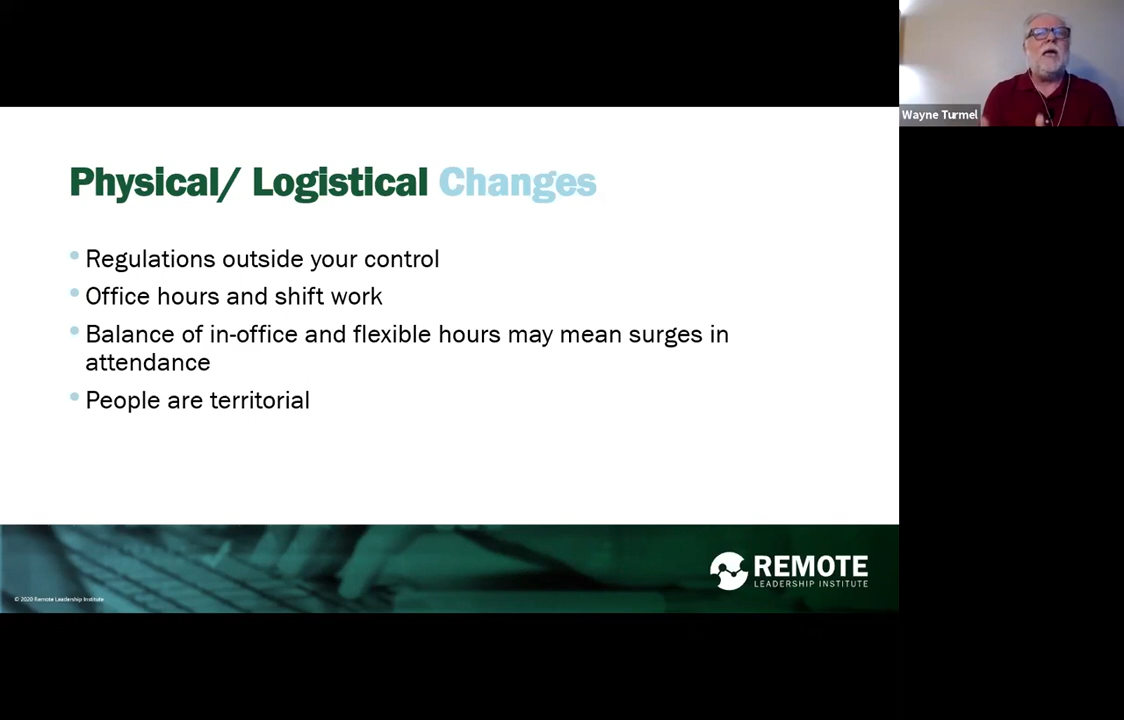 Wayne Turmel
Physical/ Logistical Changes
• Regulations outside your control
• Office hours and shift work
• Balance of in-office and flexible hours may mean surges in
attendance
• People are territorial
REMOTE
LEADERSHIP INSTITUTE
© 2020 Remote Leadership Institute